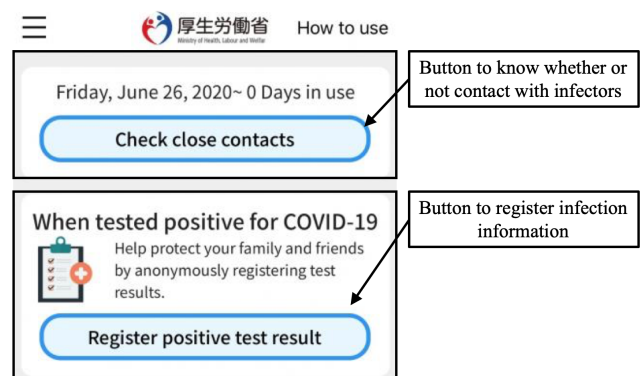 厚生労働省
Ministry of Health, Labour and Welfar
How to use
Friday, June 26, 2020~ 0 Days in use
Check close contacts
Button to know whether or
not contact with infectors
When tested positive for COVID-19
Help protect your family and friends
by anonymously registering test
results.
Register positive test result
Button to register infection
information